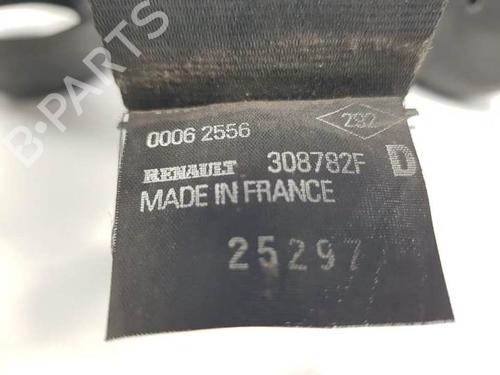 B-PARTS
0006 2556
292
RENAULT 308782F D
MADE IN FRANCE
25297